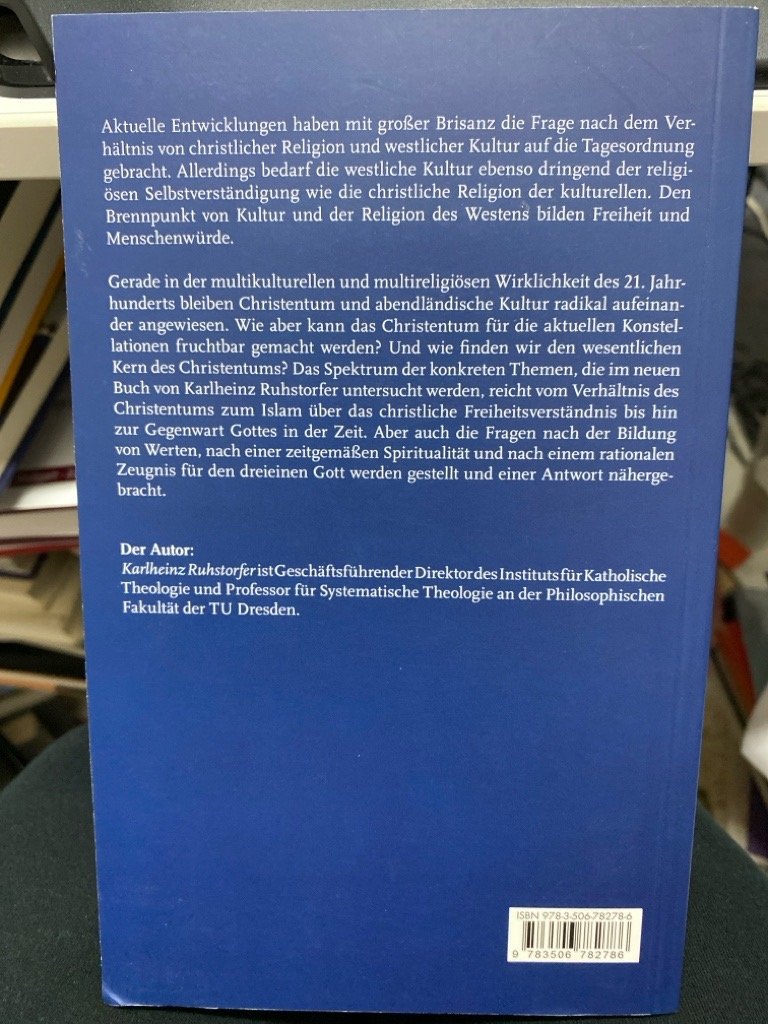 Aktuelle Entwicklungen haben mit großer Brisanz die Frage nach dem Ver-
hältnis von christlicher Religion und westlicher Kultur auf die Tagesordnung
gebracht. Allerdings bedarf die westliche Kultur ebenso dringend der religi-
ösen Selbstverständigung wie die christliche Religion der kulturellen. Den
Brennpunkt von Kultur und der Religion des Westens bilden Freiheit und
Menschenwürde.
Gerade in der multikulturellen und multireligiösen Wirklichkeit des 21. Jahr-
hunderts bleiben Christentum und abendländische Kultur radikal aufeinan-
der angewiesen. Wie aber kann das Christentum für die aktuellen Konstel-
lationen fruchtbar gemacht werden? Und wie finden wir den wesentlichen
Kern des Christentums? Das Spektrum der konkreten Themen, die im neuen
Buch von Karlheinz Ruhstorfer untersucht werden, reicht vom Verhältnis des
Christentums zum Islam über das christliche Freiheitsverständnis bis hin
zur Gegenwart Gottes in der Zeit. Aber auch die Fragen nach der Bildung
von Werten, nach einer zeitgemäßen Spiritualität und nach einem rationalen
Zeugnis für den dreieinen Gott werden gestellt und einer Antwort näherge-
bracht.
Der Autor:
Karlheinz Ruhstorfer ist Geschäftsführender Direktor des Instituts für Katholische
Theologie und Professor für Systematische Theologie an der Philosophischen
Fakultät der TU Dresden.
ISBN 978-3-506-78278-6
9 783506 782786